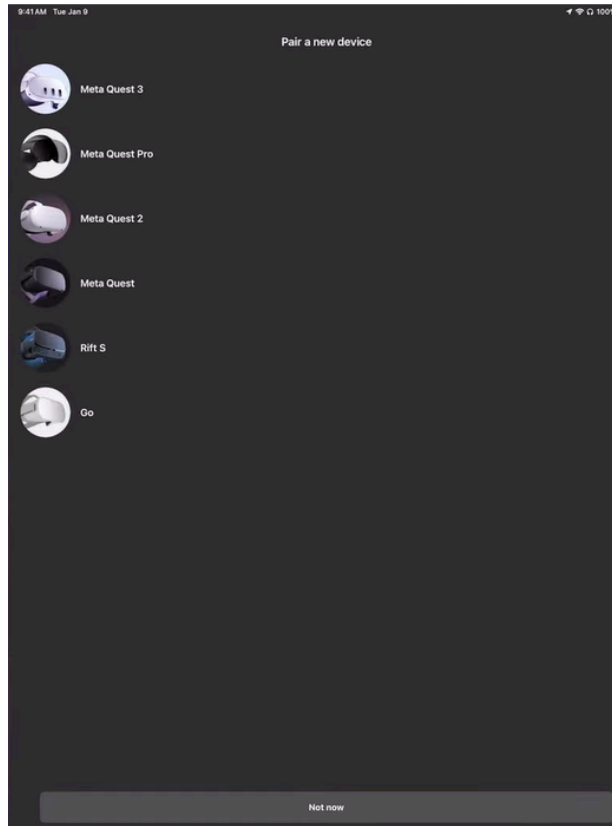 9:41 AM Tue Jan 9 100%
Pair a new device
Meta Quest 3
Meta Quest Pro
Meta Quest 2
Meta Quest
Rift S
Go
Not now